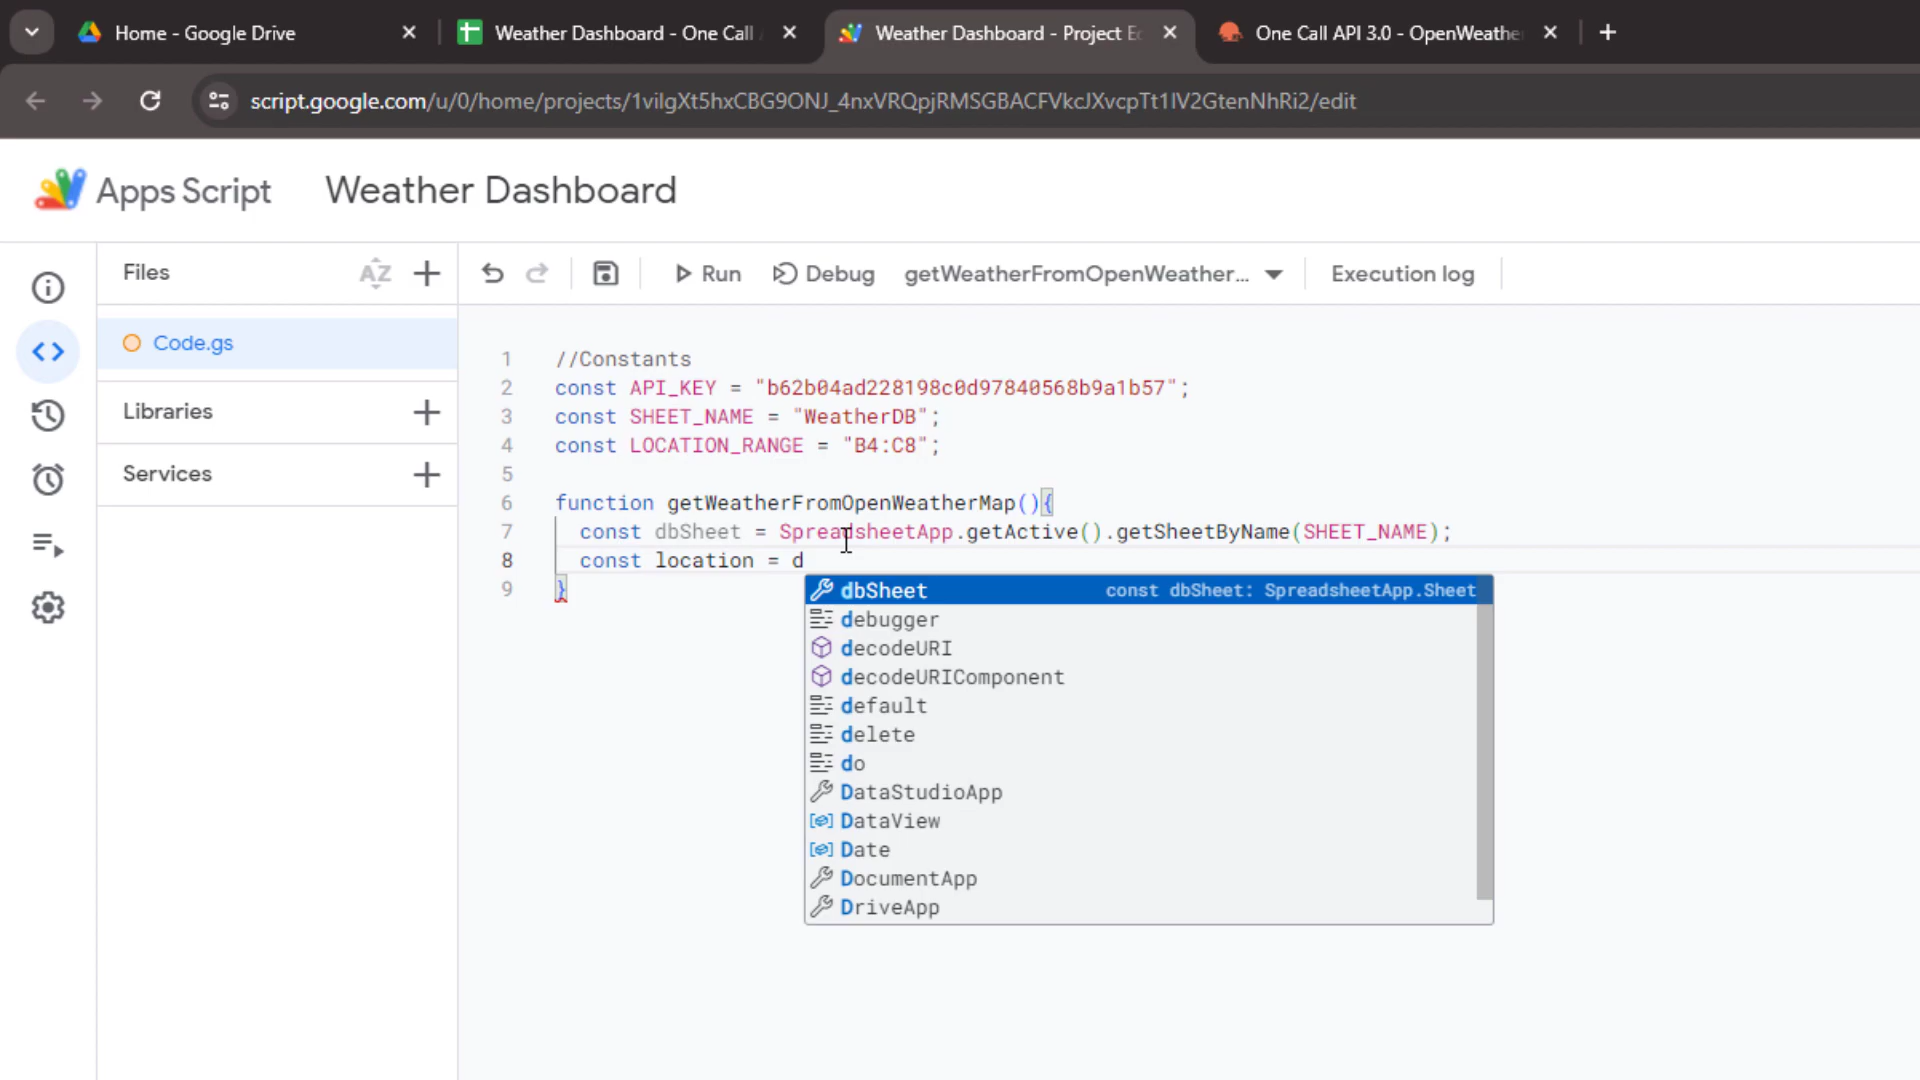 Home - Google Drive
Weather Dashboard - One Call
Weather Dashboard - Project Ed
One Call API 3.0 - OpenWeathe
script.google.com/u/0/home/projects/1vilgXt5hxCBG9ONJ_4nxVRQpjRMSGBACFVkcJXvcpTt1IV2GtenNhRi2/edit
Apps Script
Weather Dashboard
Files
AZ
Run
Debug
getWeatherFromOpenWeather...
Execution log
Code.gs
Libraries
Services
1 //Constants
2 const API_KEY = "b62b04ad228198c0d97840568b9a1b57";
3 const SHEET_NAME = "WeatherDB";
4 const LOCATION_RANGE = "B4:C8";
5
6 function getWeatherFromOpenWeatherMap(){
7 const dbSheet = SpreadsheetApp.getActive().getSheetByName(SHEET_NAME);
8 const location = d
9 }
dbSheet const dbSheet: SpreadsheetApp.Sheet
debugger
decodeURI
decodeURIComponent
default
delete
do
DataStudioApp
DataView
Date
DocumentApp
DriveApp